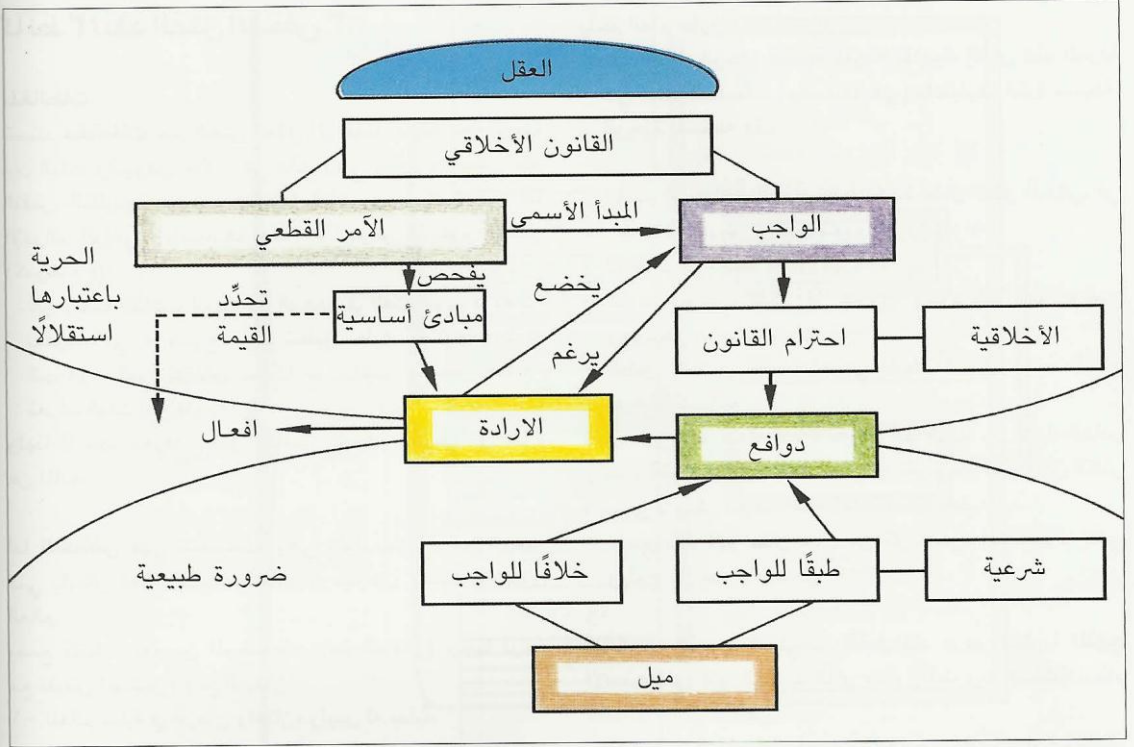 العقل
القانون الأخلاقي
الواجب
المبدأ الأسمى
الآمر القطعي
يفحص
يخضع
يرغم
مبادئ أساسية
تحدِّد
القيمة
الحرية
باعتبارها
استقلالًا
الأخلاقية
احترام القانون
دوافع
الارادة
افعال
شرعية
طبقًا للواجب
خلافًا للواجب
ضرورة طبيعية
ميل